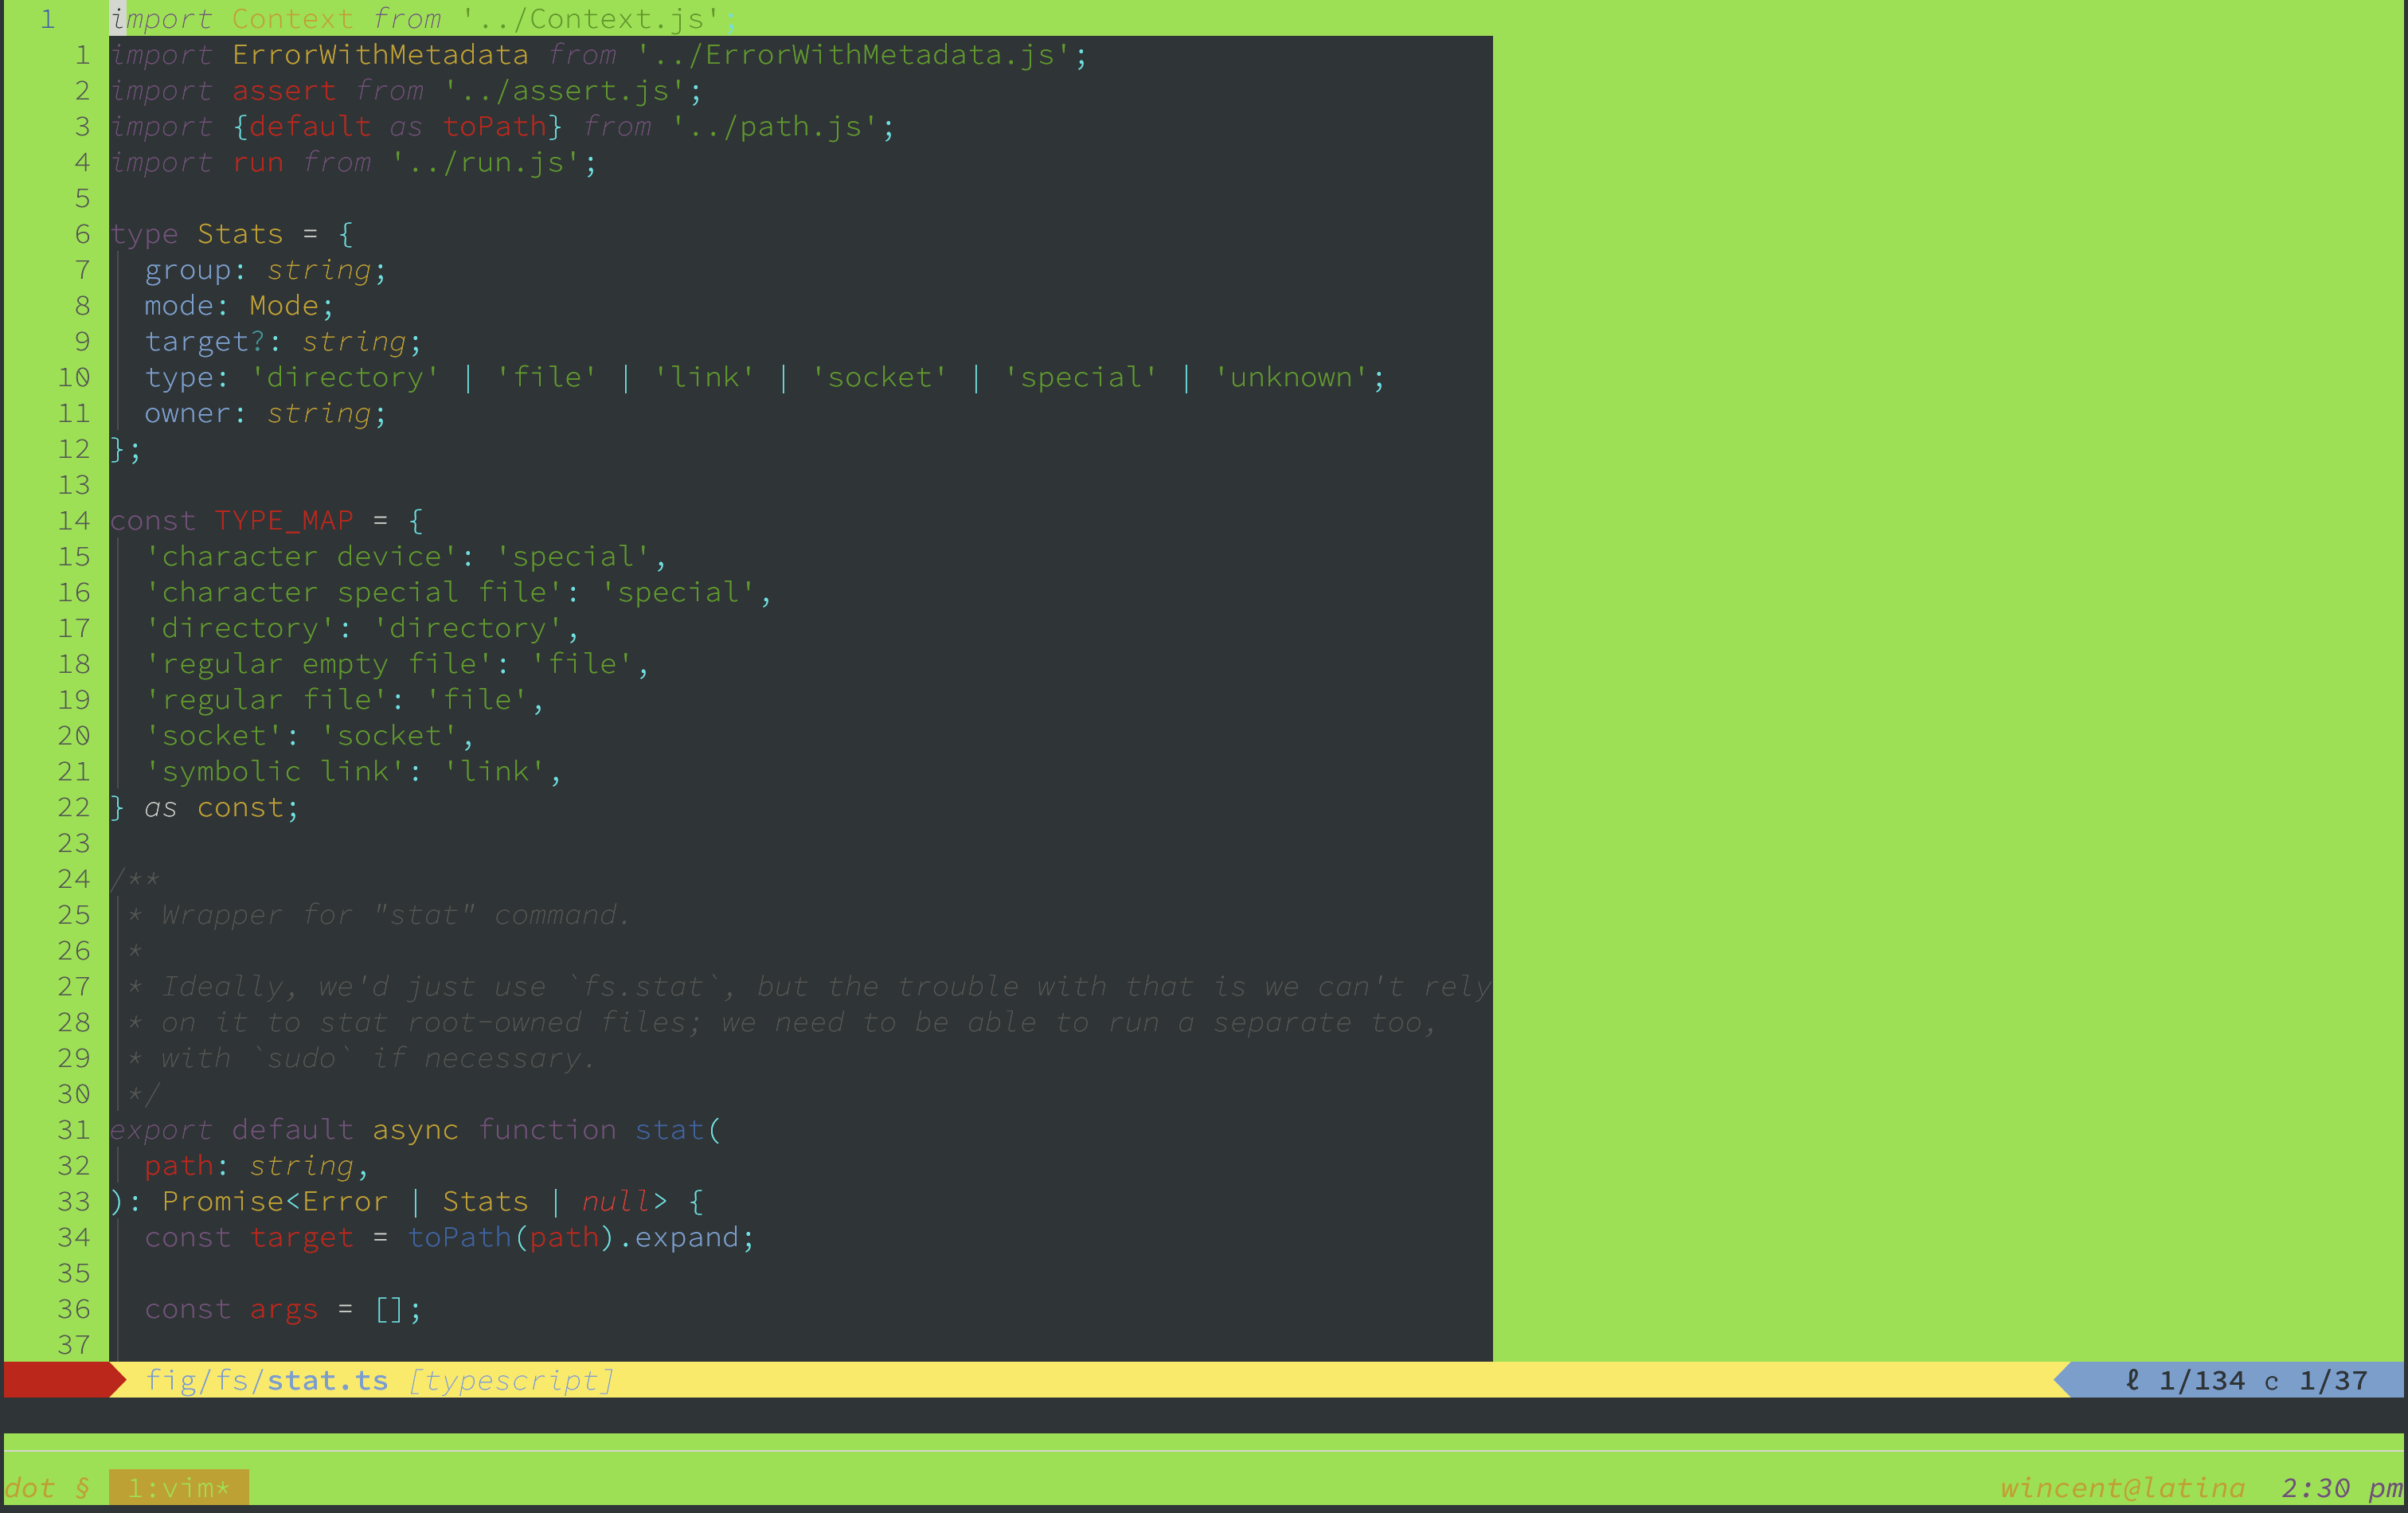 1 import Context from '../Context.js';
1 import ErrorWithMetadata from '../ErrorWithMetadata.js';
2 import assert from '../assert.js';
3 import {default as toPath} from '../path.js';
4 import run from '../run.js';
5
6 type Stats = {
7 group: string;
8 mode: Mode;
9 target?: string;
10 type: 'directory' | 'file' | 'link' | 'socket' | 'special' | 'unknown';
11 owner: string;
12 };
13
14 const TYPE_MAP = {
15 'character device': 'special',
16 'character special file': 'special',
17 'directory': 'directory',
18 'regular empty file': 'file',
19 'regular file': 'file',
20 'socket': 'socket',
21 'symbolic link': 'link',
22 } as const;
23
24 /**
25 * Wrapper for "stat" command.
26 *
27 * Ideally, we'd just use `fs.stat`, but the trouble with that is we can't rely
28 * on it to stat root-owned files; we need to be able to run a separate too,
29 * with `sudo` if necessary.
30 */
31 export default async function stat(
32 path: string,
33 ): Promise<Error | Stats | null> {
34 const target = toPath(path).expand;
35
36 const args = [];
37
fig/fs/stat.ts [typescript] ℓ 1/134 c 1/37
dot § 1:vim* wincent@latina 2:30 pm